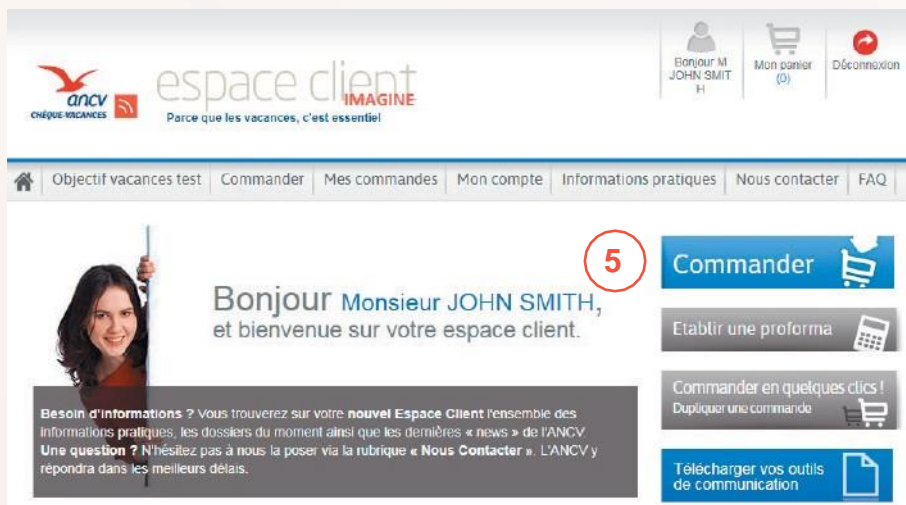 Bonjour M
JOHN SMIT
H
Mon panier
(0)
Déconnexion
ancv
CHÈQUE-VACANCES
espace client
IMAGINE
Parce que les vacances, c'est essentiel
Objectif vacances test Commander Mes commandes Mon compte Informations pratiques Nous contacter FAQ
5
Commander
Bonjour Monsieur JOHN SMITH,
et bienvenue sur votre espace client.
Etablir une proforma
Commander en quelques clics !
Dupliquer une commande
Besoin d'informations ? Vous trouverez sur votre nouvel Espace Client l'ensemble des
informations pratiques, les dossiers du moment ainsi que les dernières « news » de l'ANCV
Une question ? N'hésitez pas à nous la poser via la rubrique « Nous Contacter ». L'ANCV y
répondra dans les meilleurs délais.
Télécharger vos outils
de communication